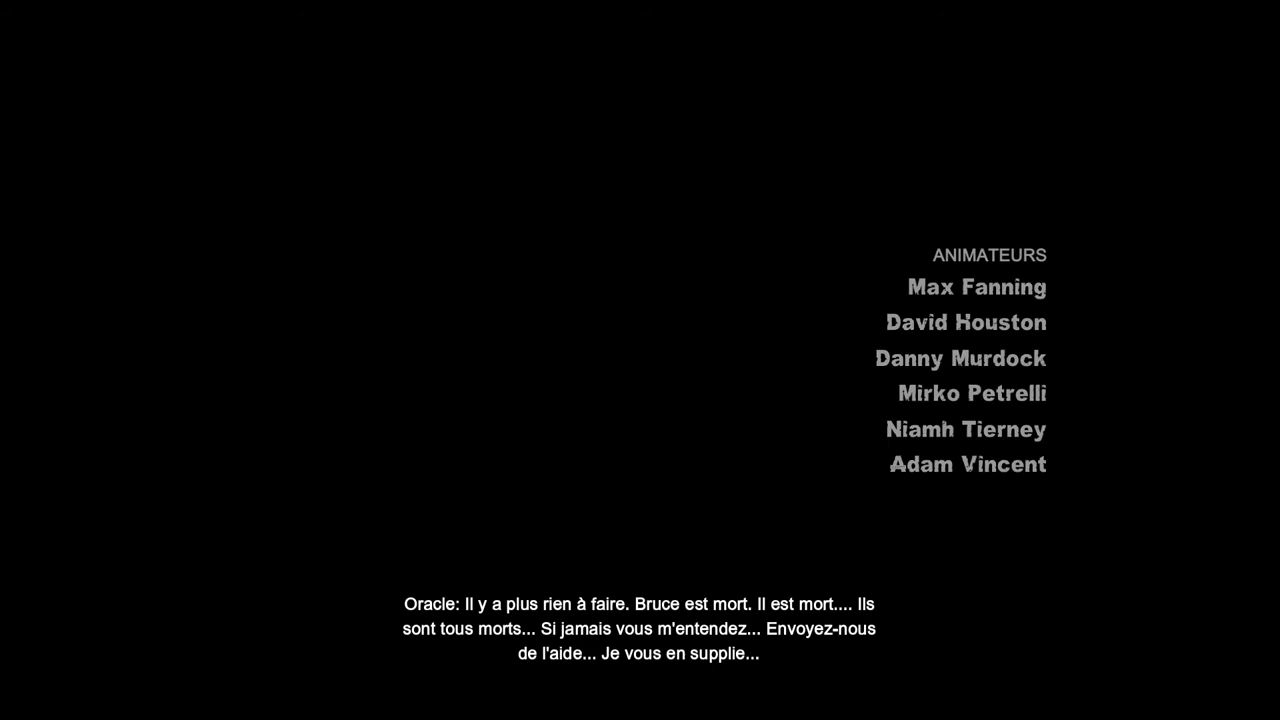 ANIMATEURS
Max Fanning
David Houston
Danny Murdock
Mirko Petrelli
Niamh Tierney
Adam Vincent
Oracle: Il y a plus rien à faire. Bruce est mort. Il est mort.... Ils
sont tous morts... Si jamais vous m'entendez... Envoyez-nous
de l'aide... Je vous en supplie...